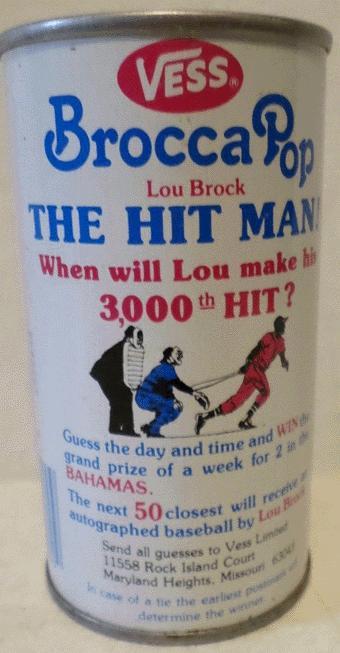 VESS®
BroccaPop
Lou Brock
THE HIT MAN!
When will Lou make his
3,000 th HIT?
Guess the day and time and WIN the
grand prize of a week for 2 in the
BAHAMAS.
The next 50 closest will receive
autographed baseball by Lou Brock
Send all guesses to Vess Limited
11558 Rock Island Court
Maryland Heights, Missouri 63043
In case of a tie the earliest postmark
determine the winner.